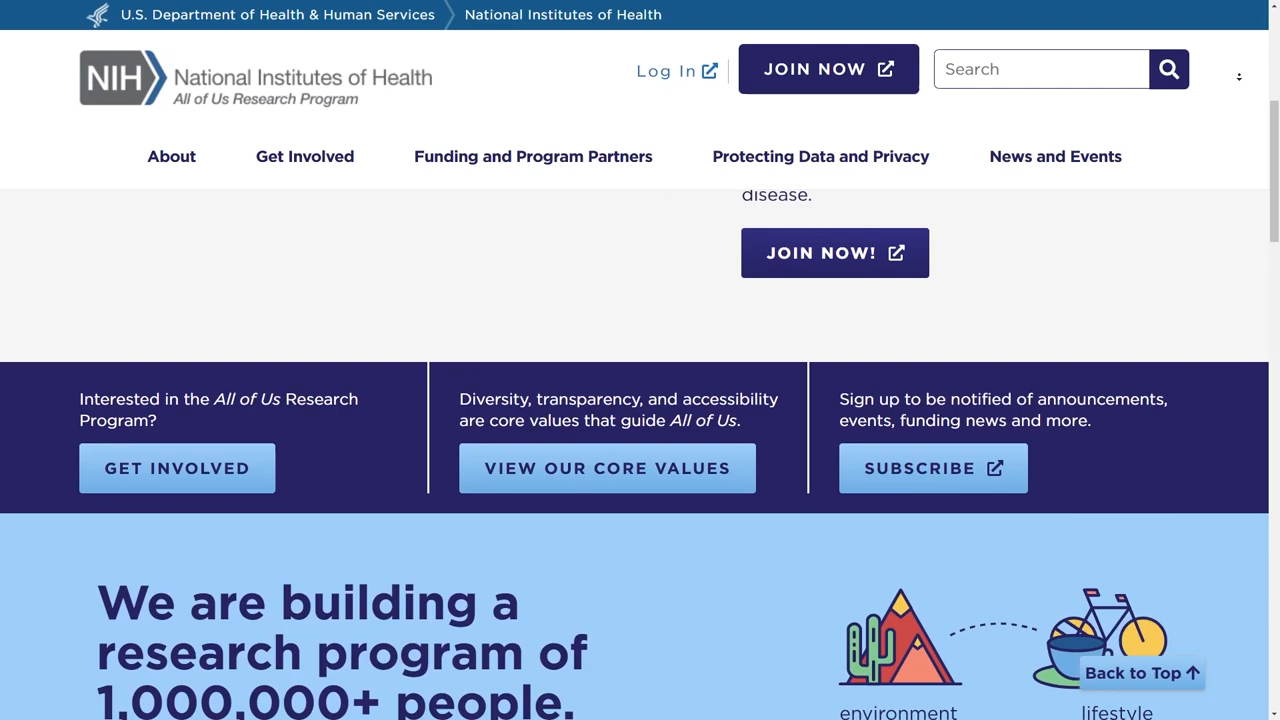 U.S. Department of Health & Human Services National Institutes of Health
NIH National Institutes of Health
All of Us Research Program
Log In
JOIN NOW
Search
About Get Involved Funding and Program Partners Protecting Data and Privacy News and Events
disease.
JOIN NOW!
Interested in the All of Us Research
Program?
GET INVOLVED
Diversity, transparency, and accessibility
are core values that guide All of Us.
VIEW OUR CORE VALUES
Sign up to be notified of announcements,
events, funding news and more.
SUBSCRIBE
We are building a
research program of
1,000,000+ people.
environment
lifestyle
Back to Top